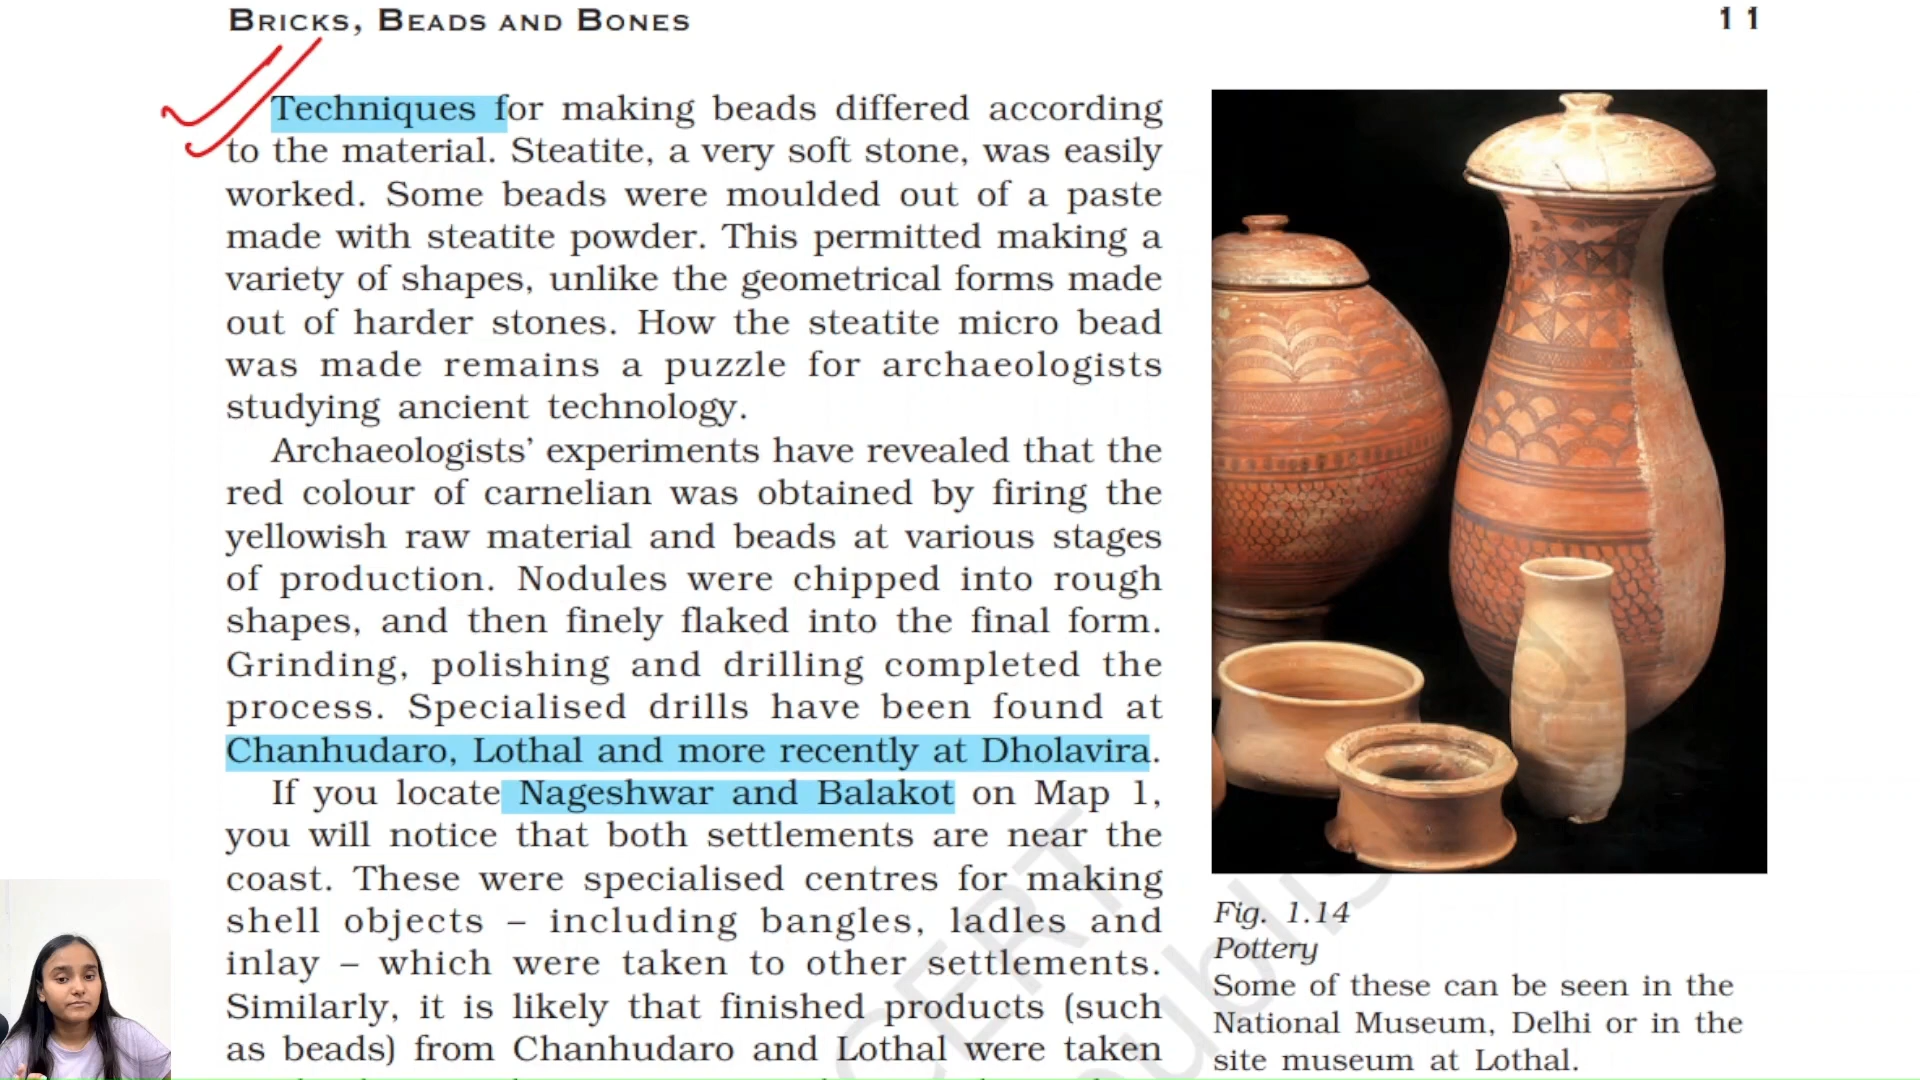 BRICKS, BEADS AND BONES
11
Techniques for making beads differed according
to the material. Steatite, a very soft stone, was easily
worked. Some beads were moulded out of a paste
made with steatite powder. This permitted making a
variety of shapes, unlike the geometrical forms made
out of harder stones. How the steatite micro bead
was made remains a puzzle for archaeologists
studying ancient technology.
Archaeologists’ experiments have revealed that the
red colour of carnelian was obtained by firing the
yellowish raw material and beads at various stages
of production. Nodules were chipped into rough
shapes, and then finely flaked into the final form.
Grinding, polishing and drilling completed the
process. Specialised drills have been found at
Chanhudaro, Lothal and more recently at Dholavira.
If you locate Nageshwar and Balakot on Map 1,
you will notice that both settlements are near the
coast. These were specialised centres for making
shell objects – including bangles, ladles and
inlay – which were taken to other settlements.
Similarly, it is likely that finished products (such
as beads) from Chanhudaro and Lothal were taken
Fig. 1.14
Pottery
Some of these can be seen in the
National Museum, Delhi or in the
site museum at Lothal.